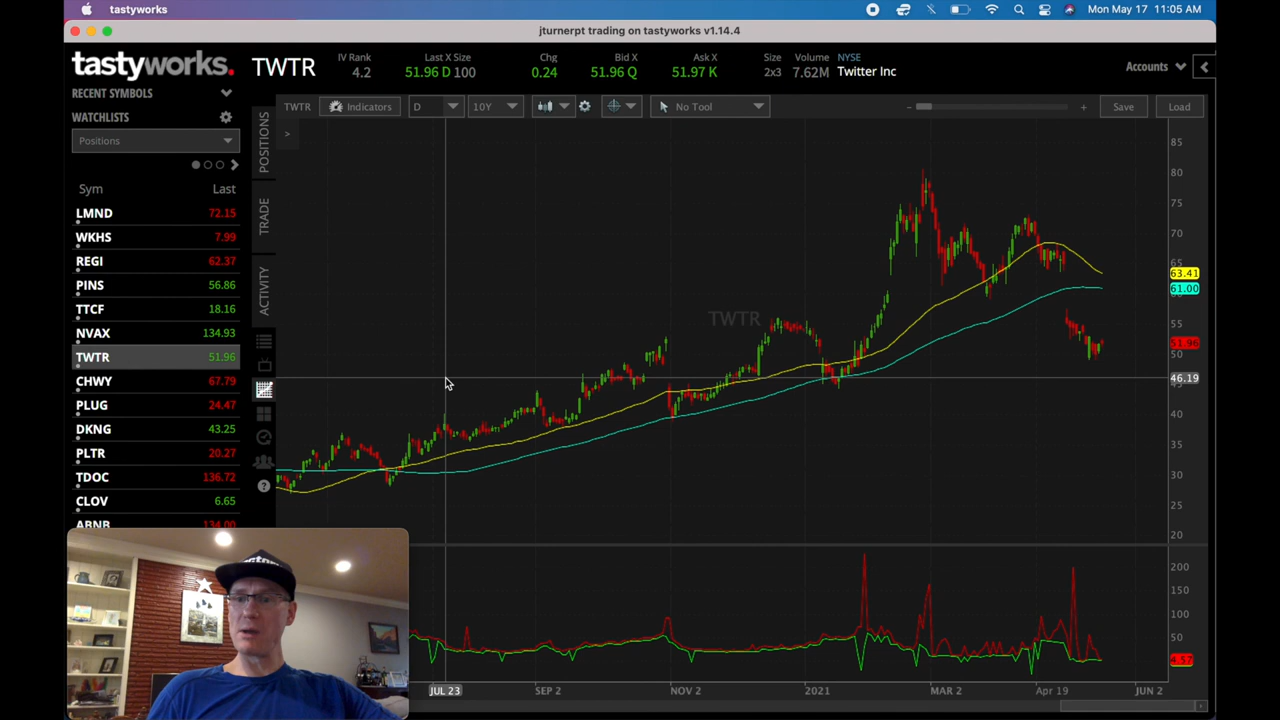 tastyworks
Mon May 17 11:05 AM
jturnerpt trading on tastyworks v1.14.4
tastyworks.
TWTR
IV Rank
4.2
Last X Size
51.96 D 100
Chg
0.24
Bid X
51.96 Q
Ask X
51.97 K
Size
2x3
Volume
7.62M
NYSE
Twitter Inc
Accounts
RECENT SYMBOLS
WATCHLISTS
Positions
Sym Last
LMND 72.15
WKHS 7.99
REGI 62.37
PINS 56.86
TTCF 18.16
NVAX 134.93
TWTR 51.96
CHWY 67.79
PLUG 24.47
DKNG 43.25
PLTR 20.27
TDOC 136.72
CLOV 6.65
ABNB 134.00
POSITIONS
TRADE
ACTIVITY
TWTR Indicators D 10Y No Tool - + Save Load
>
TWTR
85
80
75
70
65
63.41
61.00
55
51.96
50
46.19
40
35
30
25
20
200
150
100
50
4.57
JUL 23 SEP 2 NOV 2 2021 MAR 2 Apr 19 JUN 2